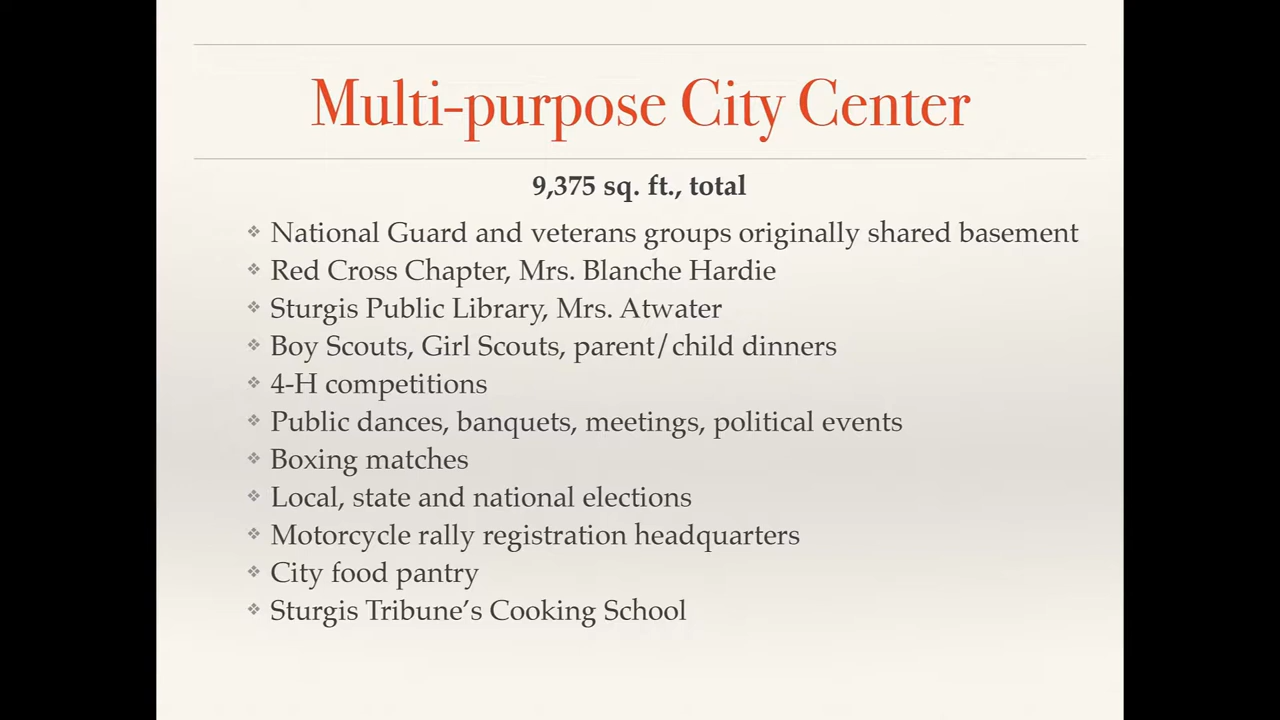 Multi-purpose City Center
9,375 sq. ft., total
❖ National Guard and veterans groups originally shared basement
❖ Red Cross Chapter, Mrs. Blanche Hardie
❖ Sturgis Public Library, Mrs. Atwater
❖ Boy Scouts, Girl Scouts, parent/child dinners
❖ 4-H competitions
❖ Public dances, banquets, meetings, political events
❖ Boxing matches
❖ Local, state and national elections
❖ Motorcycle rally registration headquarters
❖ City food pantry
❖ Sturgis Tribune’s Cooking School